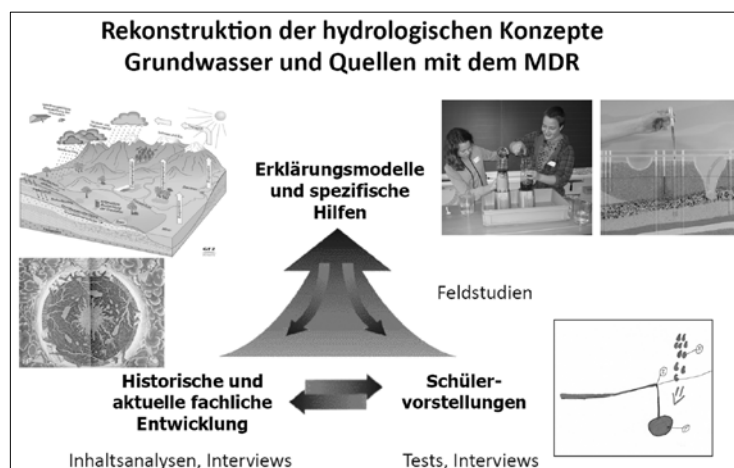 Rekonstruktion der hydrologischen Konzepte
Grundwasser und Quellen mit dem MDR
Erklärungsmodelle
und spezifische
Hilfen
Feldstudien
Historische und
aktuelle fachliche
Entwicklung
Schüler-
vorstellungen
Inhaltsanalysen, Interviews
Tests, Interviews